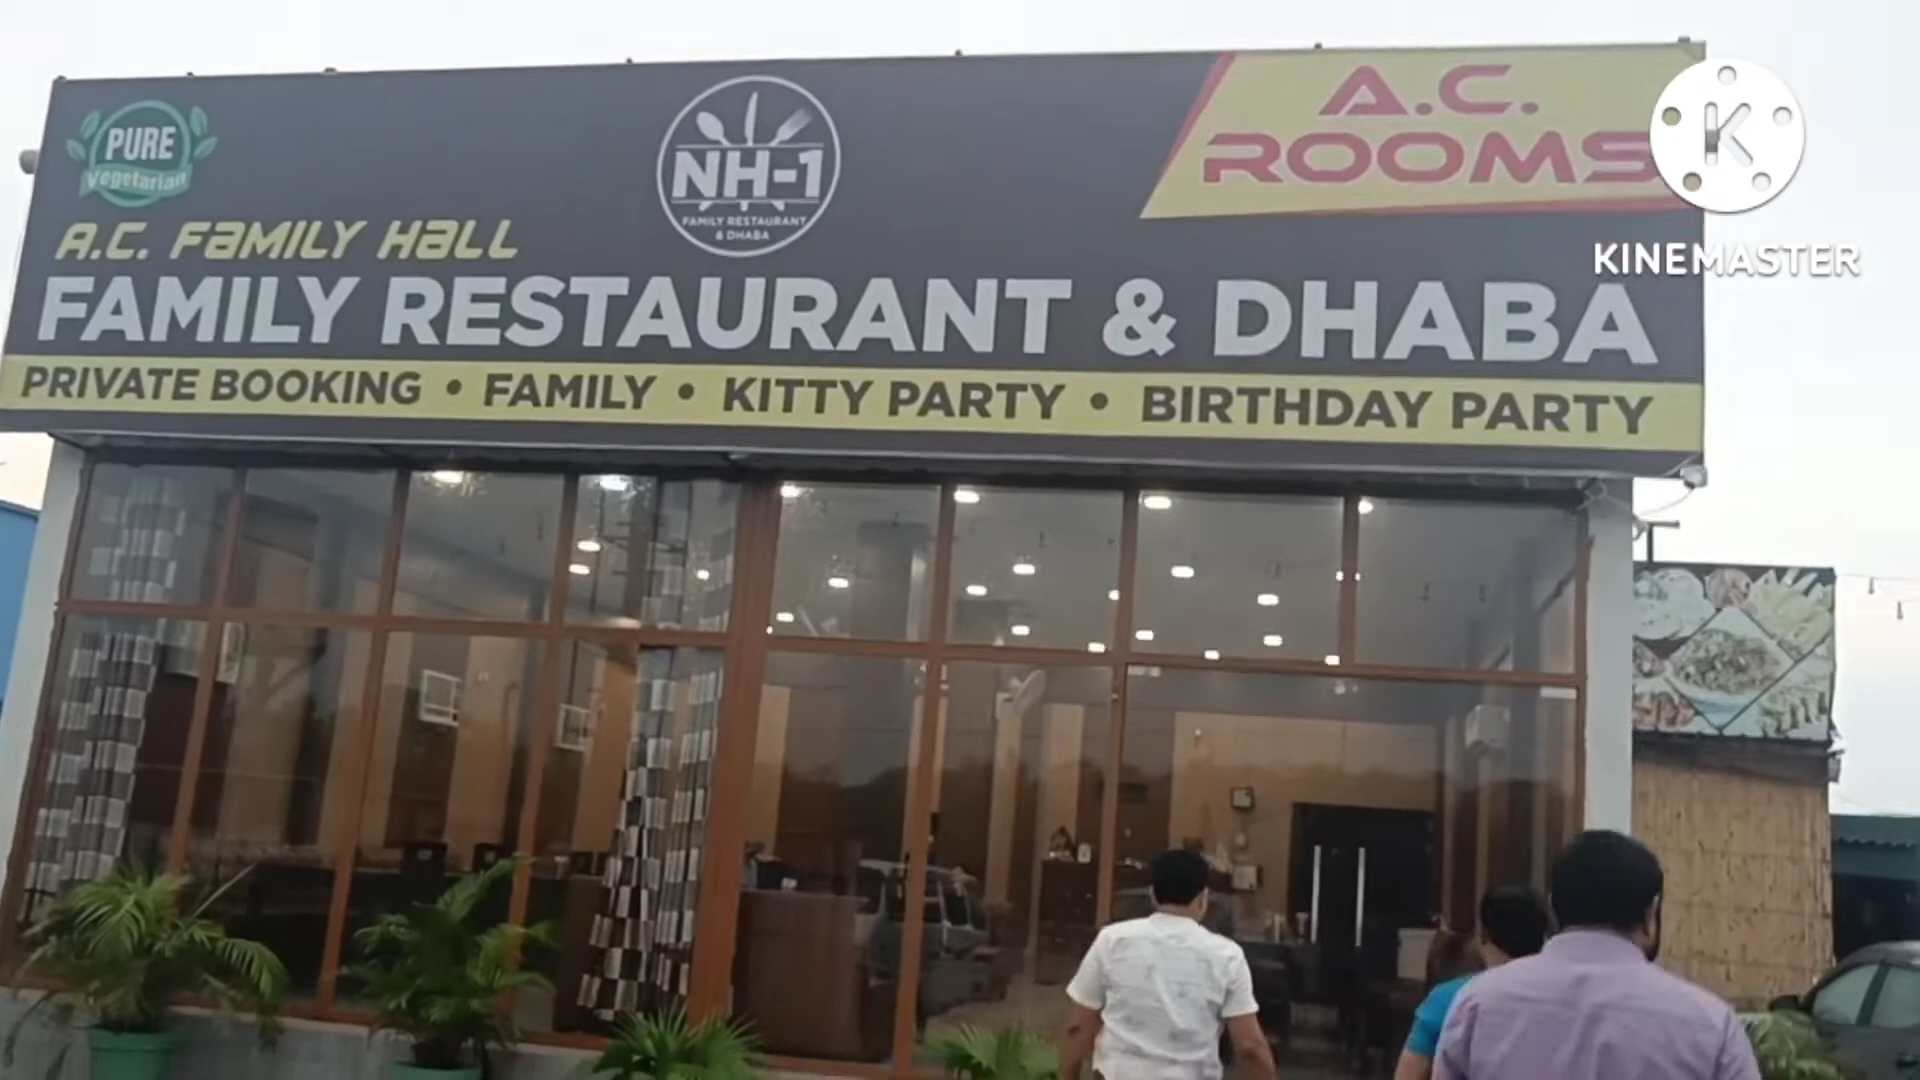 PURE
Vegetarian
NH-1
FAMILY RESTAURANT
& DHABA
A.C.
ROOMS
A.C. FAMILY HALL
FAMILY RESTAURANT & DHABA
PRIVATE BOOKING • FAMILY • KITTY PARTY • BIRTHDAY PARTY
K
KINEMASTER